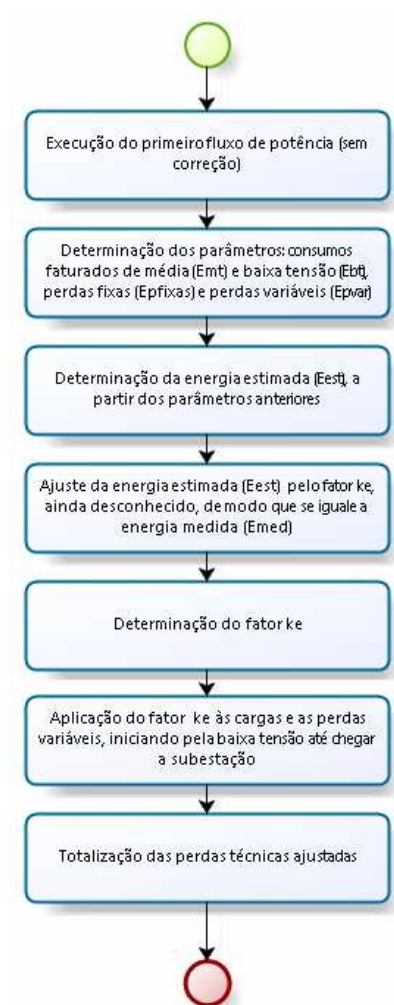 Execução do primeiro fluxo de potência (sem
correção)
Determinação dos parâmetros: consumos
faturados de média (Emt) e baixa tensão (Ebt),
perdas fixas (Epfixas) e perdas variáveis (Epvar)
Determinação da energia estimada (Eest), a
partir dos parâmetros anteriores
Ajuste da energia estimada (Eest) pelo fator ke,
ainda desconhecido, de modo que se iguale a
energia medida (Emed)
Determinação do fator ke
Aplicação do fator ke às cargas e as perdas
variáveis, iniciando pela baixa tensão até chegar
a subestação
Totalização das perdas técnicas ajustadas